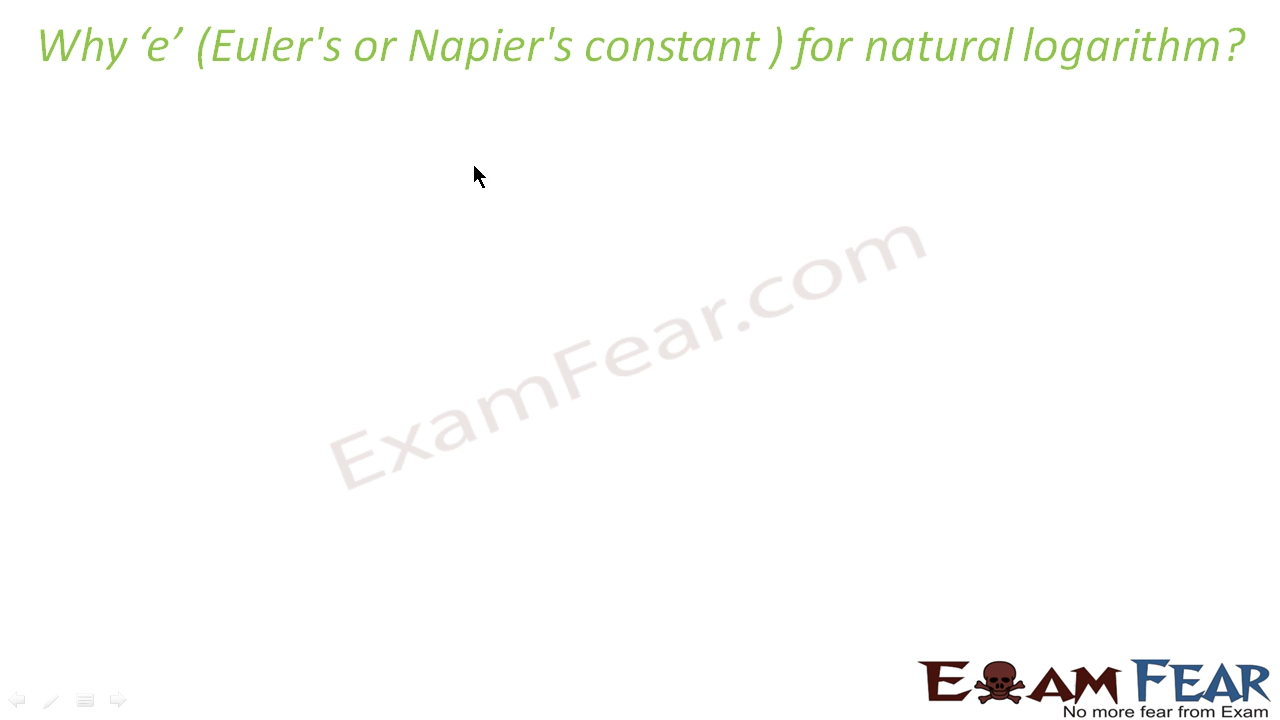 Why ‘e’ (Euler's or Napier's constant ) for natural logarithm?
ExamFear.com
EXAM FEAR
No more fear from Exam